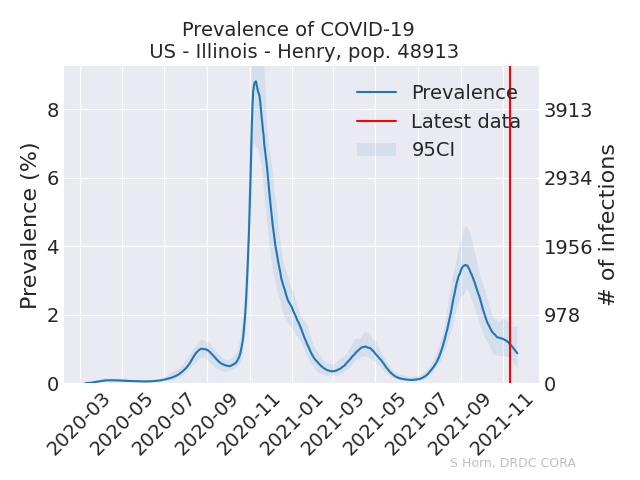 Prevalence of COVID-19
US - Illinois - Henry, pop. 48913
Prevalence
Latest data
95CI
Prevalence (%)
8
6
4
2
0
# of infections
3913
2934
1956
978
0
2020-03
2020-05
2020-07
2020-09
2020-11
2021-01
2021-03
2021-05
2021-07
2021-09
2021-11
S Horn, DRDC CORA